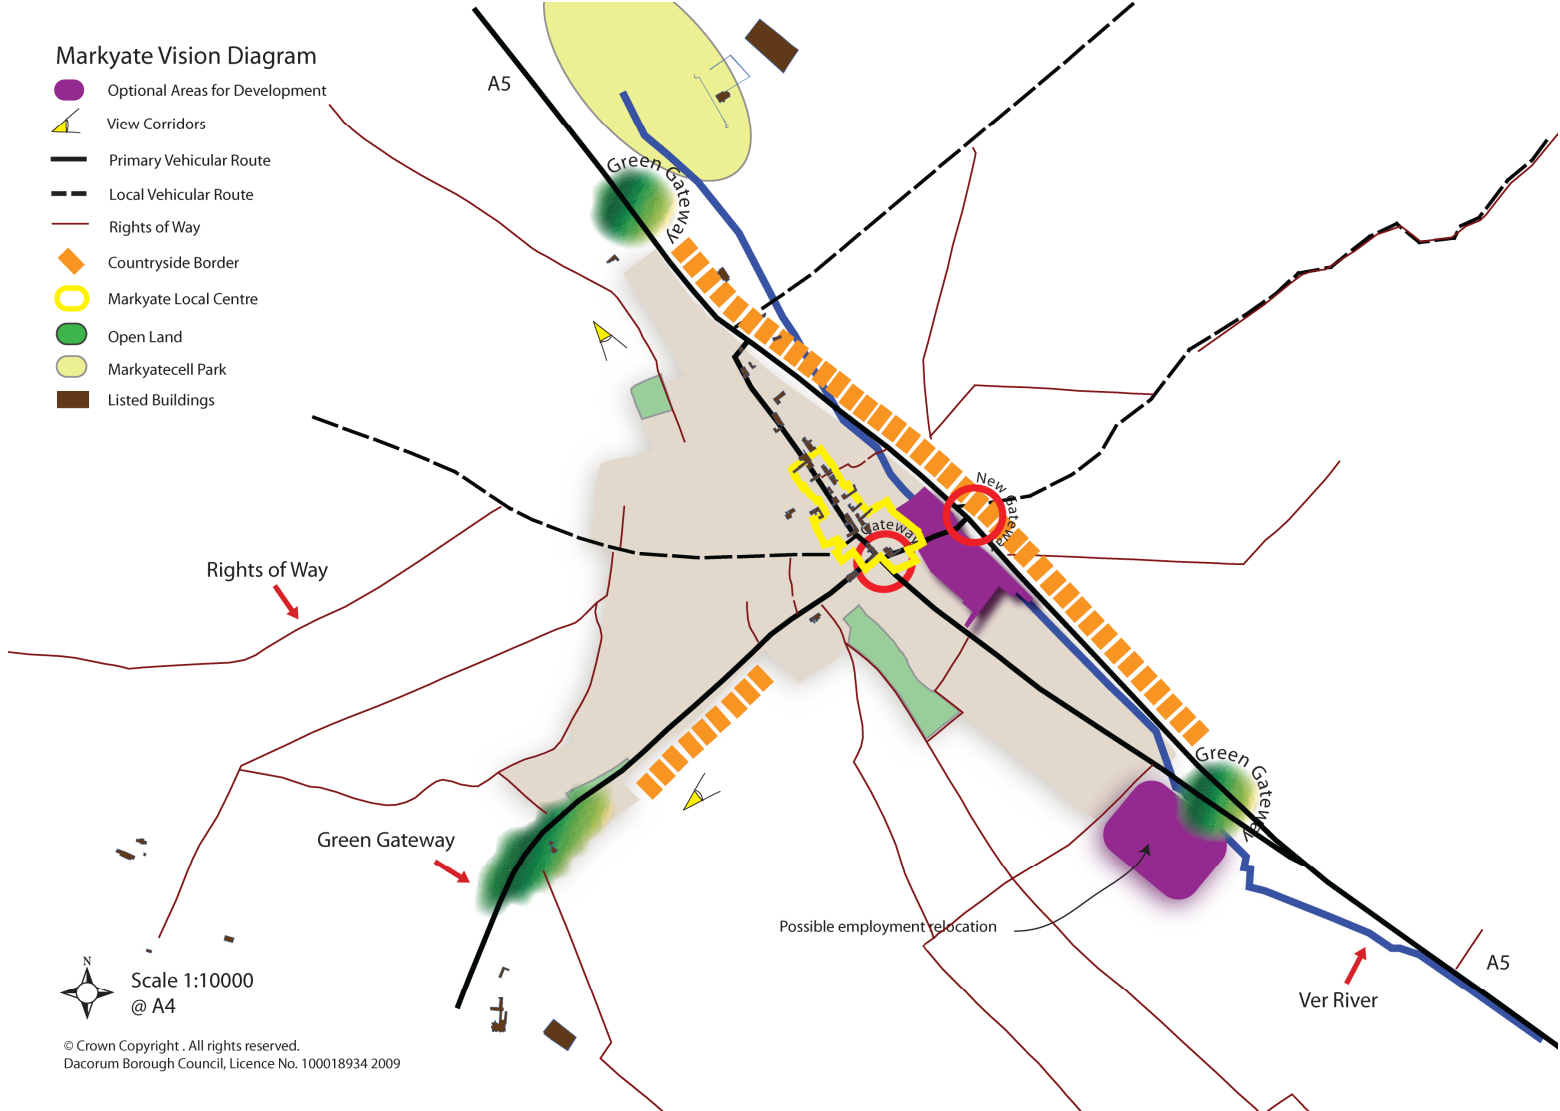 Markyate Vision Diagram
Optional Areas for Development
View Corridors
Primary Vehicular Route
Local Vehicular Route
Rights of Way
Countryside Border
Markyate Local Centre
Open Land
Markyatecell Park
Listed Buildings
A5
Green Gateway
New Gateway
Gateway
Rights of Way
Green Gateway
Green Gateway
Possible employment relocation
A5
Ver River
N
Scale 1:10000
@ A4
© Crown Copyright . All rights reserved.
Dacorum Borough Council, Licence No. 100018934 2009